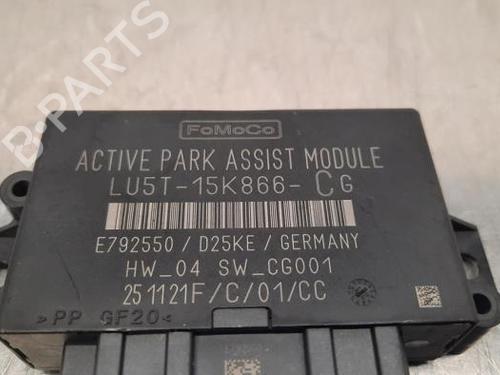 FoMoCo
ACTIVE PARK ASSIST MODULE
LU5T-15K866-CG
E792550/D25KE/GERMANY
HW_04 SW_CG001
251121F/C/01/CC
>PP GF20<
B-PARTS